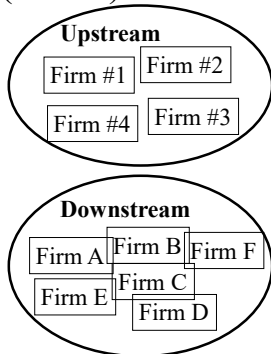 Upstream
Firm #1
Firm #2
Firm #4
Firm #3
Downstream
Firm A
Firm B
Firm F
Firm E
Firm C
Firm D